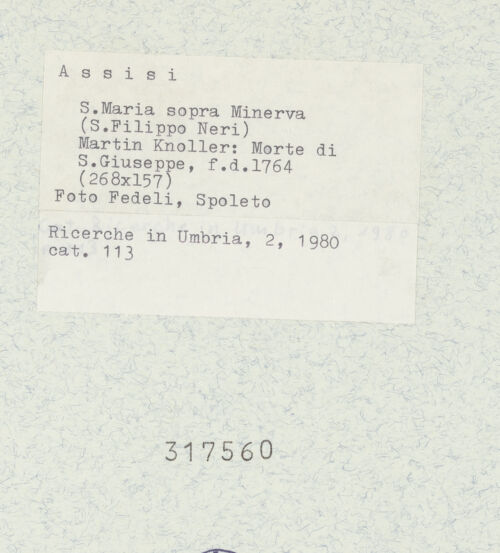 A s s i s i
S.Maria sopra Minerva
(S.Filippo Neri)
Martin Knoller: Morte di
S.Giuseppe, f.d.1764
(268x157)
Foto Fedeli, Spoleto
Ricerche in Umbria, 2, 1980
cat. 113
317560